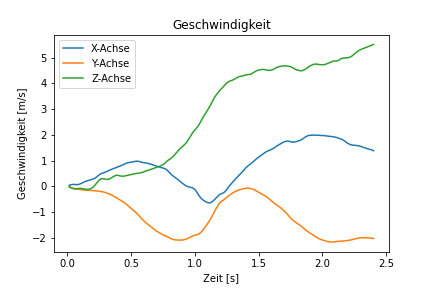 Geschwindigkeit
X-Achse
Y-Achse
Z-Achse
Geschwindigkeit [m/s]
5
4
3
2
1
0
−1
−2
0.0 0.5 1.0 1.5 2.0 2.5
Zeit [s]